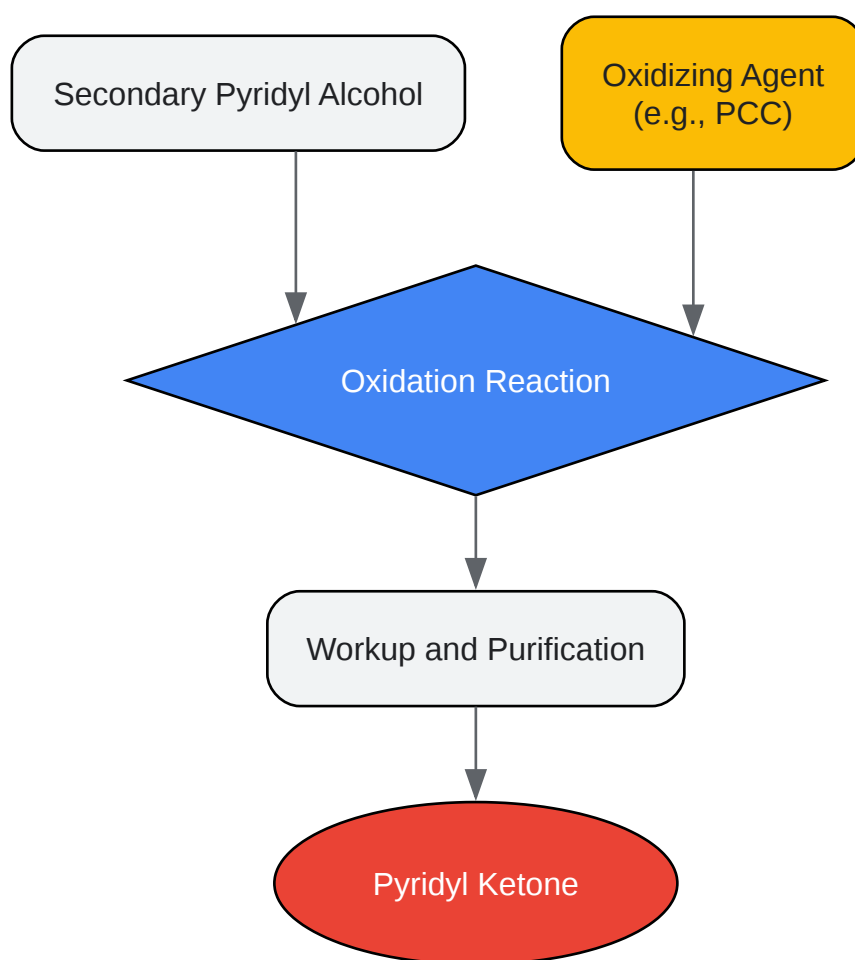 Secondary Pyridyl Alcohol
Oxidizing Agent
(e.g., PCC)
Oxidation Reaction
Workup and Purification
Pyridyl Ketone